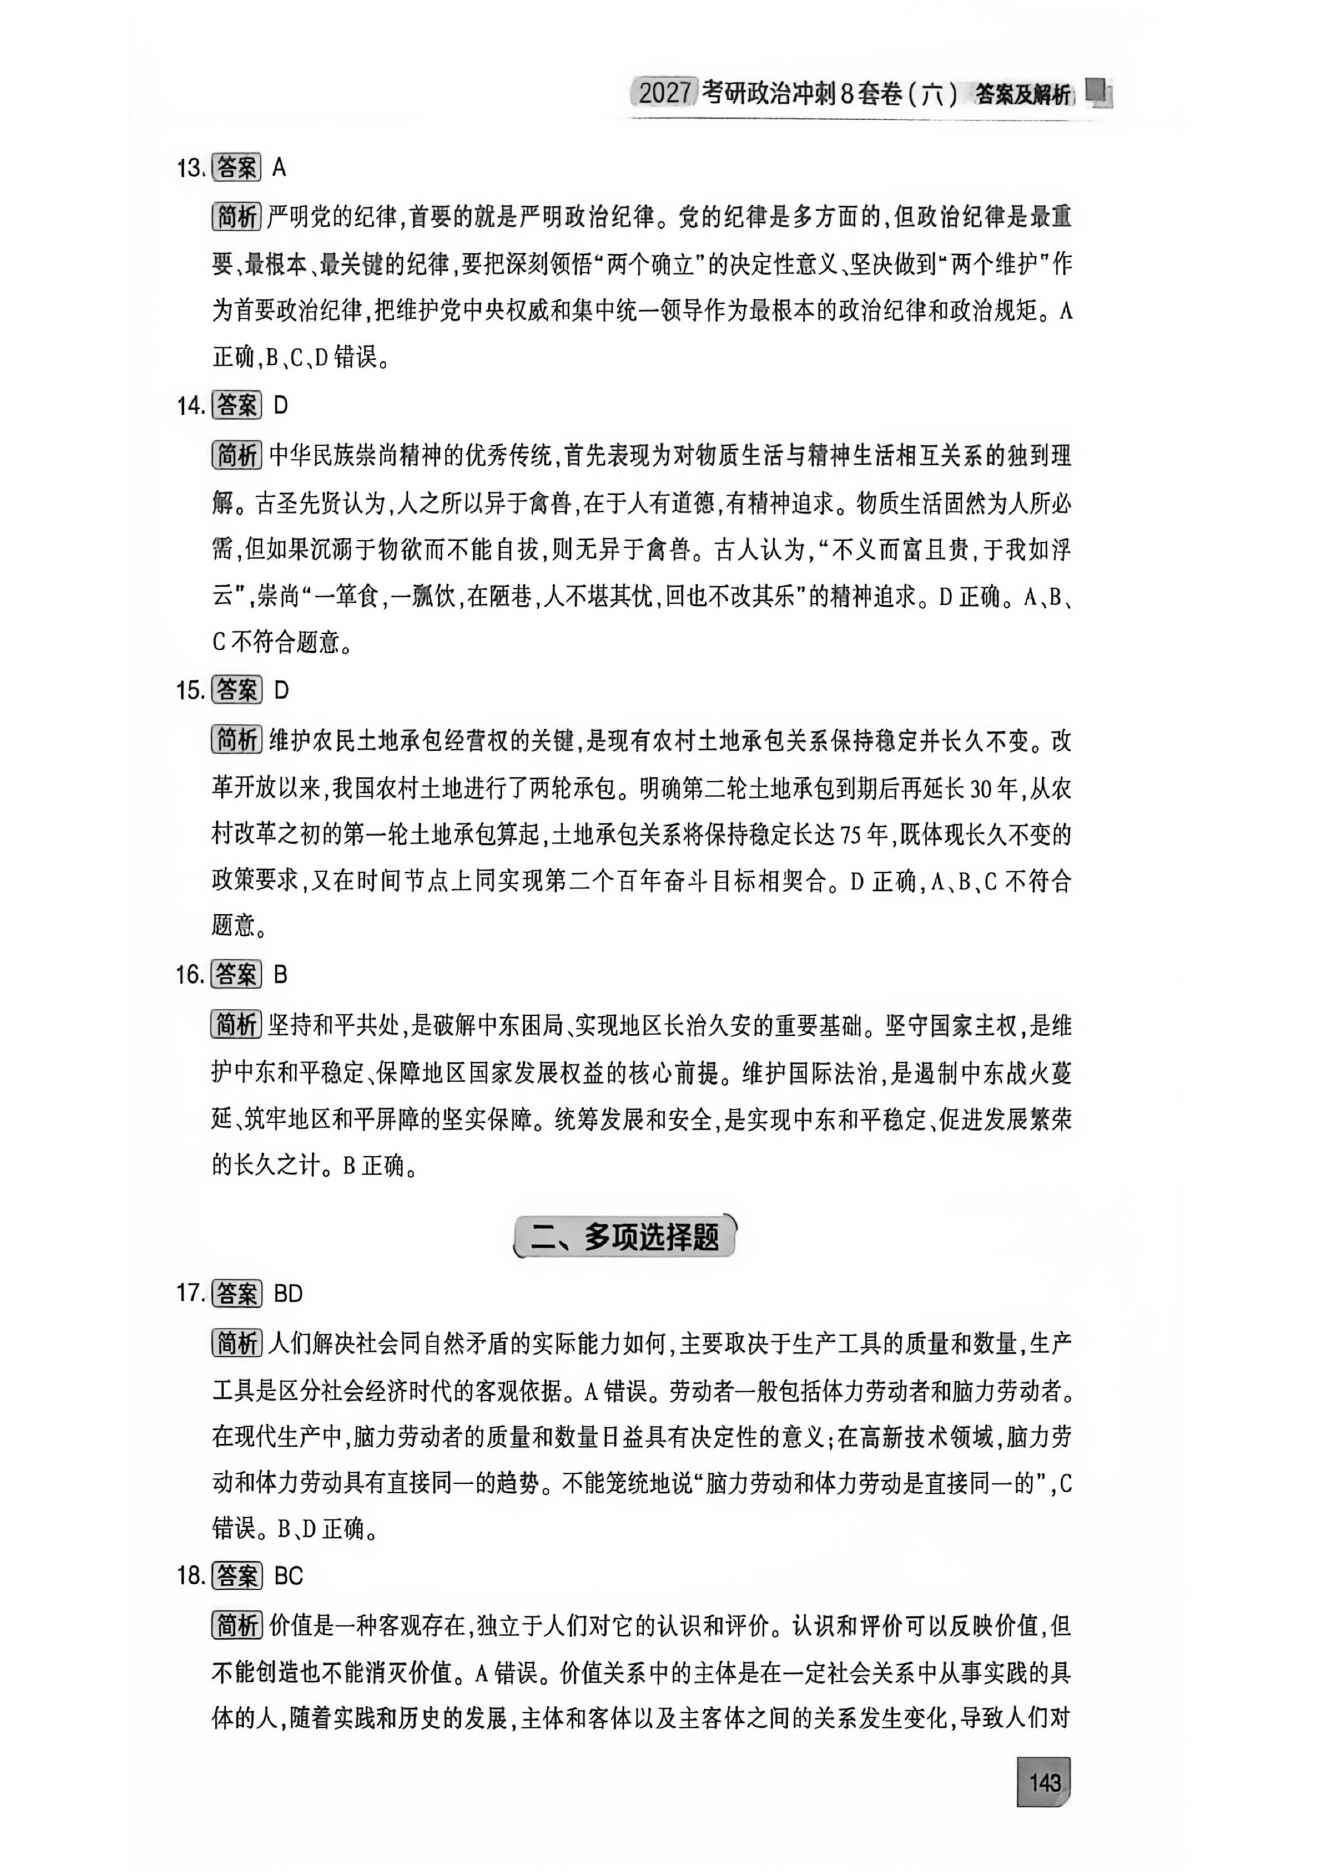 2027 考研政治冲刺8套卷(六) 答案及解析
13. 答案 A
简析 严明党的纪律,首要的就是严明政治纪律。党的纪律是多方面的,但政治纪律是最重
要、最根本、最关键的纪律,要把深刻领悟“两个确立”的决定性意义、坚决做到“两个维护”作
为首要政治纪律,把维护党中央权威和集中统一领导作为最根本的政治纪律和政治规矩。A
正确,B、C、D错误。
14. 答案 D
简析 中华民族崇尚精神的优秀传统,首先表现为对物质生活与精神生活相互关系的独到理
解。古圣先贤认为,人之所以异于禽兽,在于人有道德,有精神追求。物质生活固然为人所必
需,但如果沉溺于物欲而不能自拔,则无异于禽兽。古人认为,“不义而富且贵,于我如浮
云”,崇尚“一箪食,一瓢饮,在陋巷,人不堪其忧,回也不改其乐”的精神追求。D正确。A、B、
C不符合题意。
15. 答案 D
简析 维护农民土地承包经营权的关键,是现有农村土地承包关系保持稳定并长久不变。改
革开放以来,我国农村土地进行了两轮承包。明确第二轮土地承包到期后再延长30年,从农
村改革之初的第一轮土地承包算起,土地承包关系将保持稳定长达75年,既体现长久不变的
政策要求,又在时间节点上同实现第二个百年奋斗目标相契合。D正确,A、B、C不符合
题意。
16. 答案 B
简析 坚持和平共处,是破解中东困局、实现地区长治久安的重要基础。坚守国家主权,是维
护中东和平稳定、保障地区国家发展权益的核心前提。维护国际法治,是遏制中东战火蔓
延、筑牢地区和平屏障的坚实保障。统筹发展和安全,是实现中东和平稳定、促进发展繁荣
的长久之计。B正确。
二、多项选择题
17. 答案 BD
简析 人们解决社会同自然矛盾的实际能力如何,主要取决于生产工具的质量和数量,生产
工具是区分社会经济时代的客观依据。A错误。劳动者一般包括体力劳动者和脑力劳动者。
在现代生产中,脑力劳动者的质量和数量日益具有决定性的意义;在高新技术领域,脑力劳
动和体力劳动具有直接同一的趋势。不能笼统地说“脑力劳动和体力劳动是直接同一的”,C
错误。B、D正确。
18. 答案 BC
简析 价值是一种客观存在,独立于人们对它的认识和评价。认识和评价可以反映价值,但
不能创造也不能消灭价值。A错误。价值关系中的主体是在一定社会关系中从事实践的具
体的人,随着实践和历史的发展,主体和客体以及主客体之间的关系发生变化,导致人们对
143